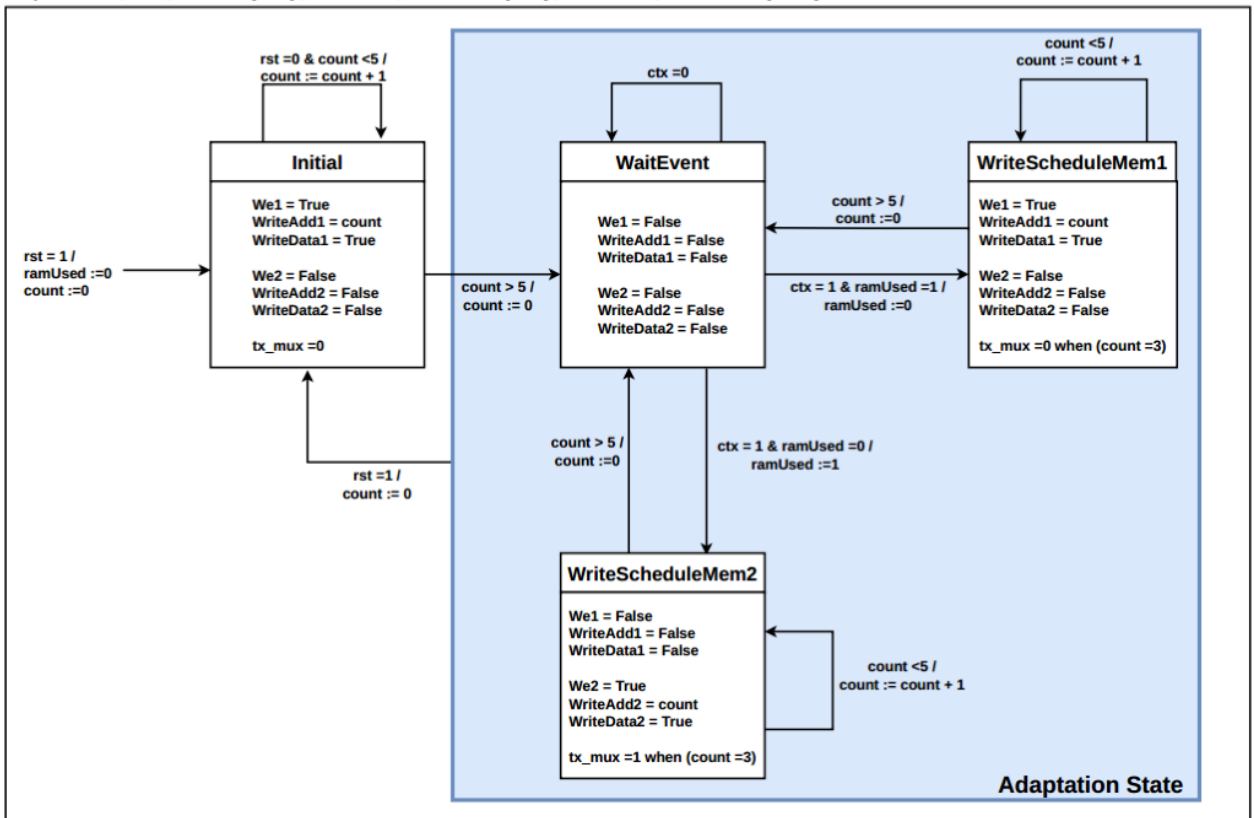 rst =0 & count <5 /
count := count + 1
Initial
We1 = True
WriteAdd1 = count
WriteData1 = True
We2 = False
WriteAdd2 = False
WriteData2 = False
tx_mux =0
rst = 1 /
ramUsed :=0
count :=0
count > 5 /
count := 0
rst =1 /
count := 0
ctx =0
WaitEvent
We1 = False
WriteAdd1 = False
WriteData1 = False
We2 = False
WriteAdd2 = False
WriteData2 = False
count > 5 /
count :=0
ctx = 1 & ramUsed =1 /
ramUsed :=0
count <5 /
count := count + 1
WriteScheduleMem1
We1 = True
WriteAdd1 = count
WriteData1 = True
We2 = False
WriteAdd2 = False
WriteData2 = False
tx_mux =0 when (count =3)
count > 5 /
count :=0
ctx = 1 & ramUsed =0 /
ramUsed :=1
WriteScheduleMem2
We1 = False
WriteAdd1 = False
WriteData1 = False
We2 = True
WriteAdd2 = count
WriteData2 = True
tx_mux =1 when (count =3)
count <5 /
count := count + 1
Adaptation State